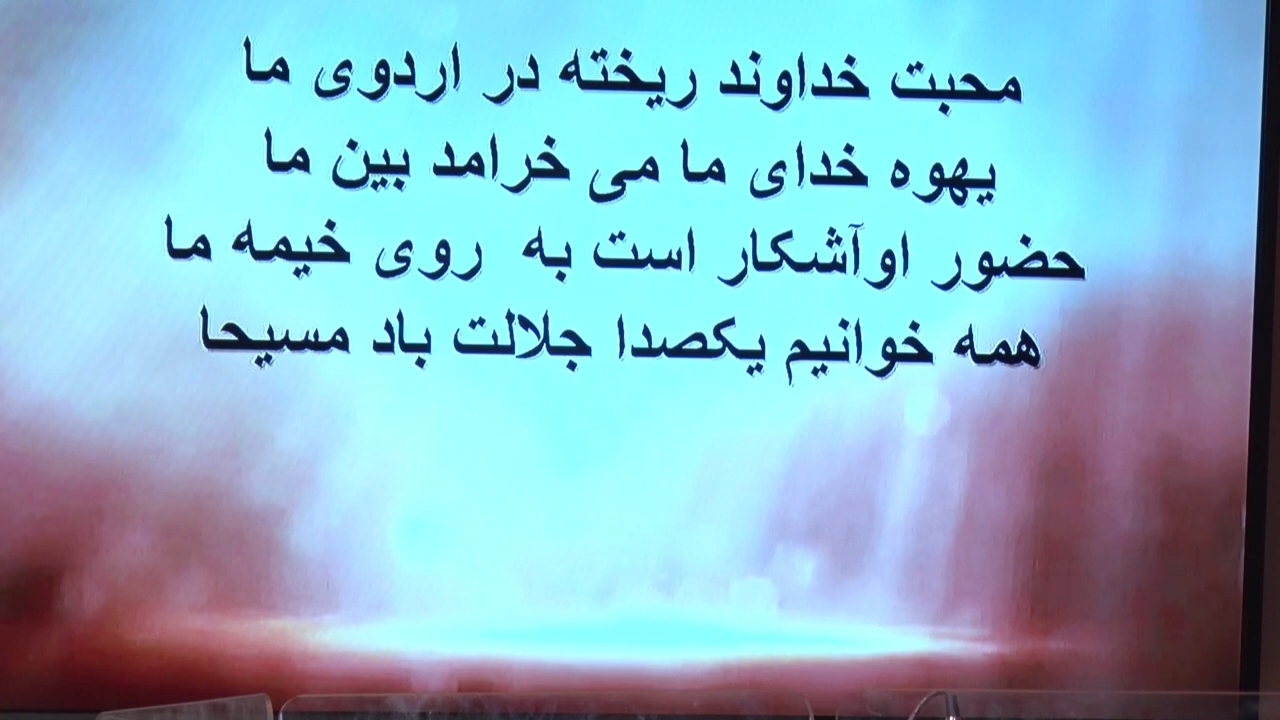 محبت خداوند ریخته در اردوی ما
یهوه خدای ما می خرامد بین ما
حضور اوآشکار است به روی خیمه ما
همه خوانیم یکصدا جلالت باد مسیحا